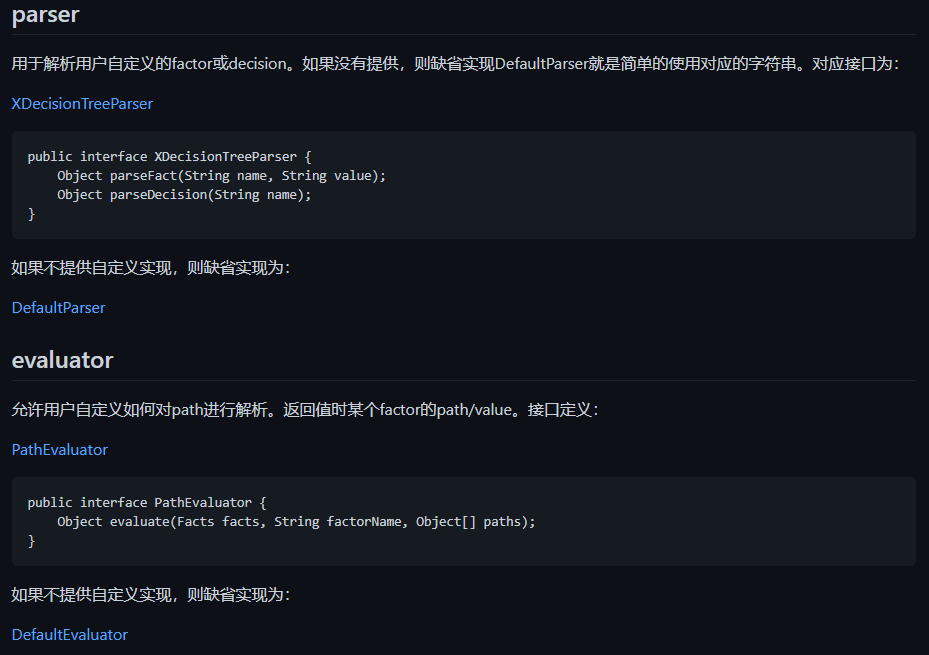 parser
用于解析用户自定义的factor或decision。如果没有提供，则缺省实现DefaultParser就是简单的使用对应的字符串。对应接口为：
XDecisionTreeParser
public interface XDecisionTreeParser {
    Object parseFact(String name, String value);
    Object parseDecision(String name);
}
如果不提供自定义实现，则缺省实现为：
DefaultParser
evaluator
允许用户自定义如何对path进行解析。返回值时某个factor的path/value。接口定义：
PathEvaluator
public interface PathEvaluator {
    Object evaluate(Facts facts, String factorName, Object[] paths);
}
如果不提供自定义实现，则缺省实现为：
DefaultEvaluator